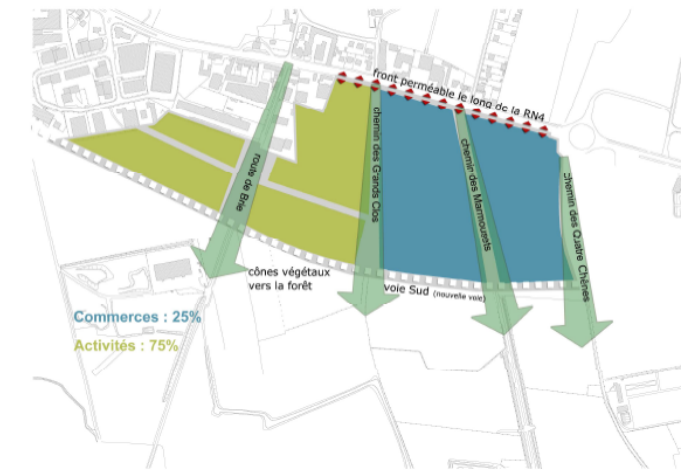 front perméable le long de la RN4
chemin des Grands Clos
route de Brie
chemin des Marmousets
chemin des Quatre Chênes
cônes végétaux
vers la forêt
voie Sud (nouvelle voie)
Commerces : 25%
Activités : 75%